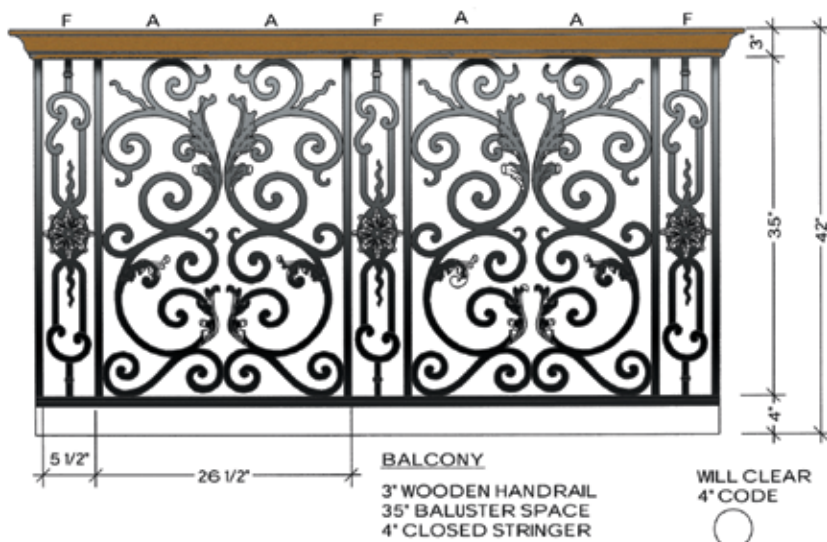 F A A F A A F
3"
35"
42"
4"
5 1/2"
26 1/2"
BALCONY
3" WOODEN HANDRAIL
35" BALUSTER SPACE
4" CLOSED STRINGER
WILL CLEAR
4" CODE